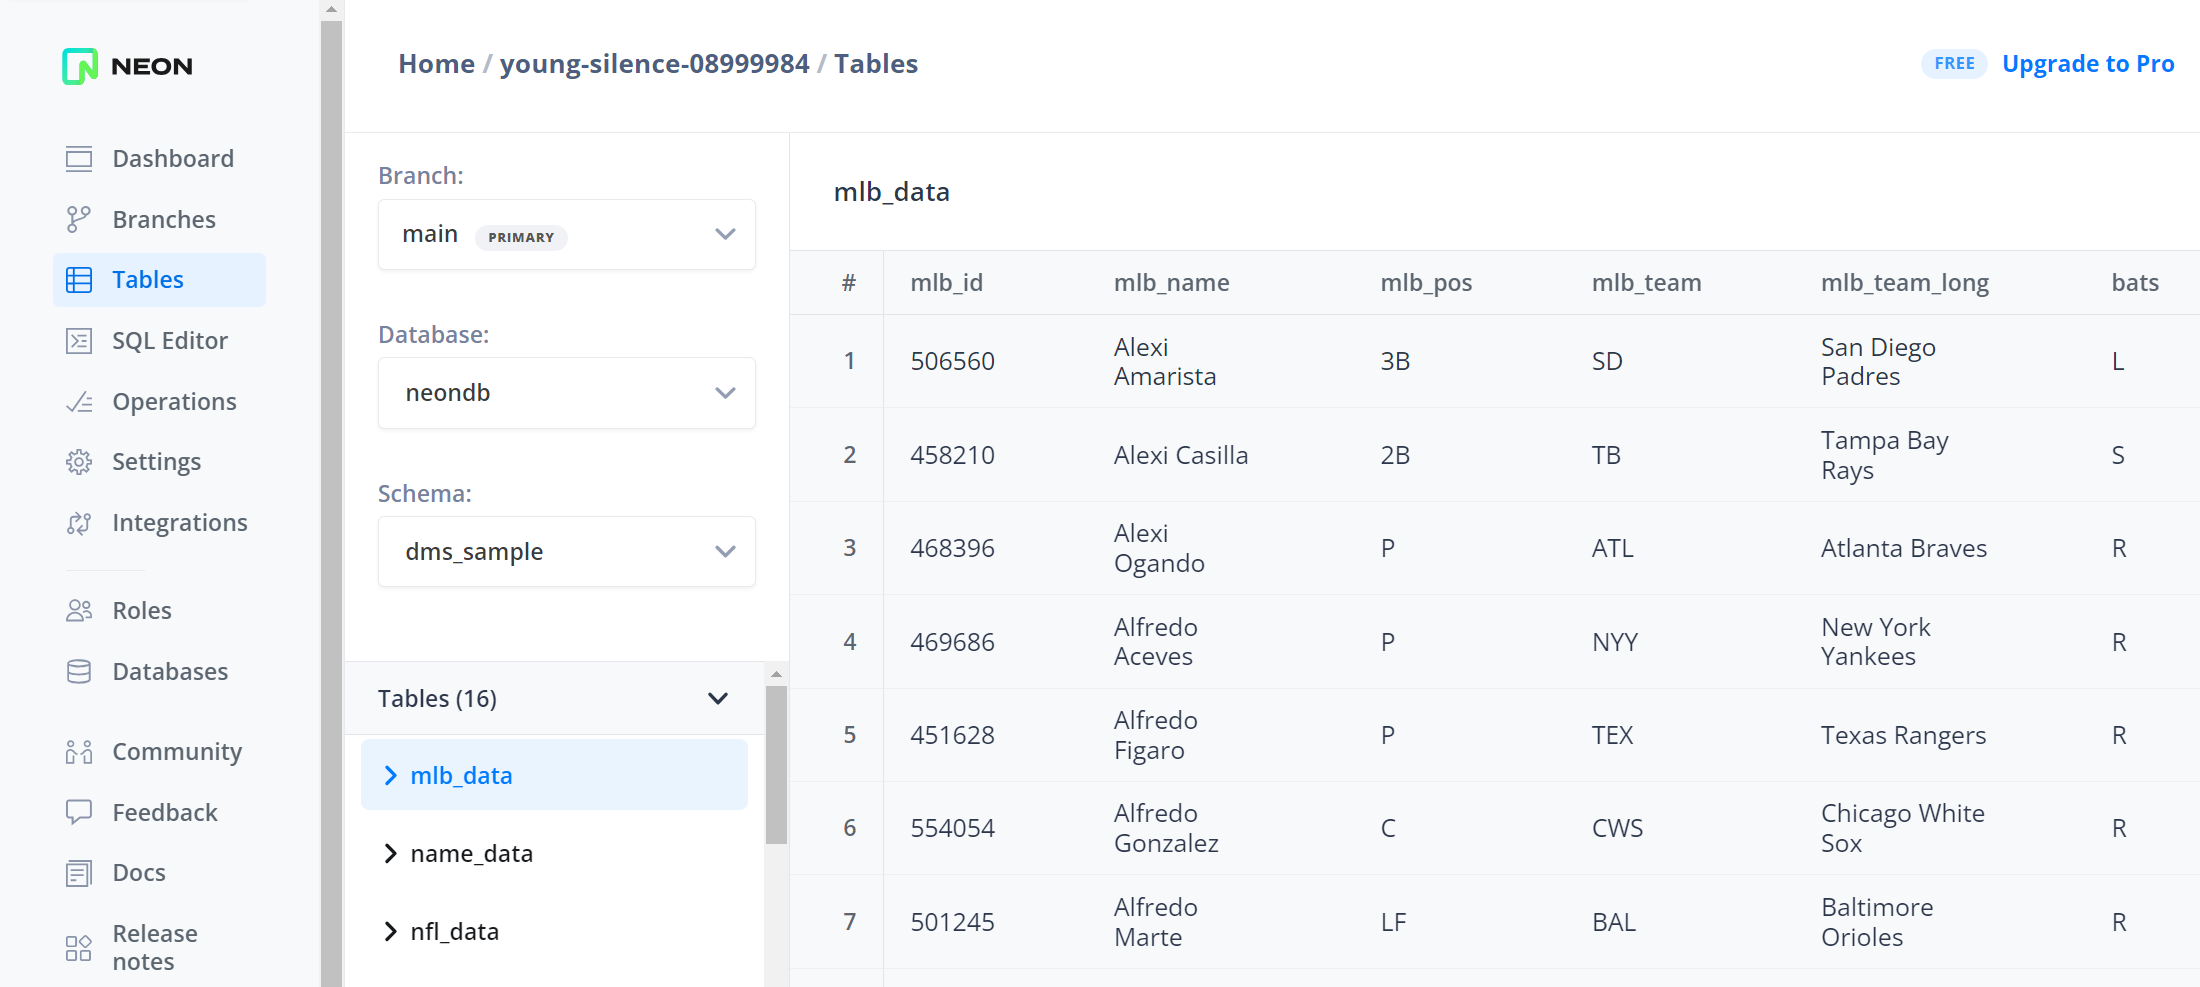 NEON
Dashboard
Branches
Tables
SQL Editor
Operations
Settings
Integrations
Roles
Databases
Community
Feedback
Docs
Release
notes
Home / young-silence-08999984 / Tables
FREE Upgrade to Pro
Branch:
main PRIMARY
Database:
neondb
Schema:
dms_sample
Tables (16)
mlb_data
name_data
nfl_data
mlb_data
# mlb_id mlb_name mlb_pos mlb_team mlb_team_long bats
1 506560 Alexi Amarista 3B SD San Diego Padres L
2 458210 Alexi Casilla 2B TB Tampa Bay Rays S
3 468396 Alexi Ogando P ATL Atlanta Braves R
4 469686 Alfredo Aceves P NYY New York Yankees R
5 451628 Alfredo Figaro P TEX Texas Rangers R
6 554054 Alfredo Gonzalez C CWS Chicago White Sox R
7 501245 Alfredo Marte LF BAL Baltimore Orioles R